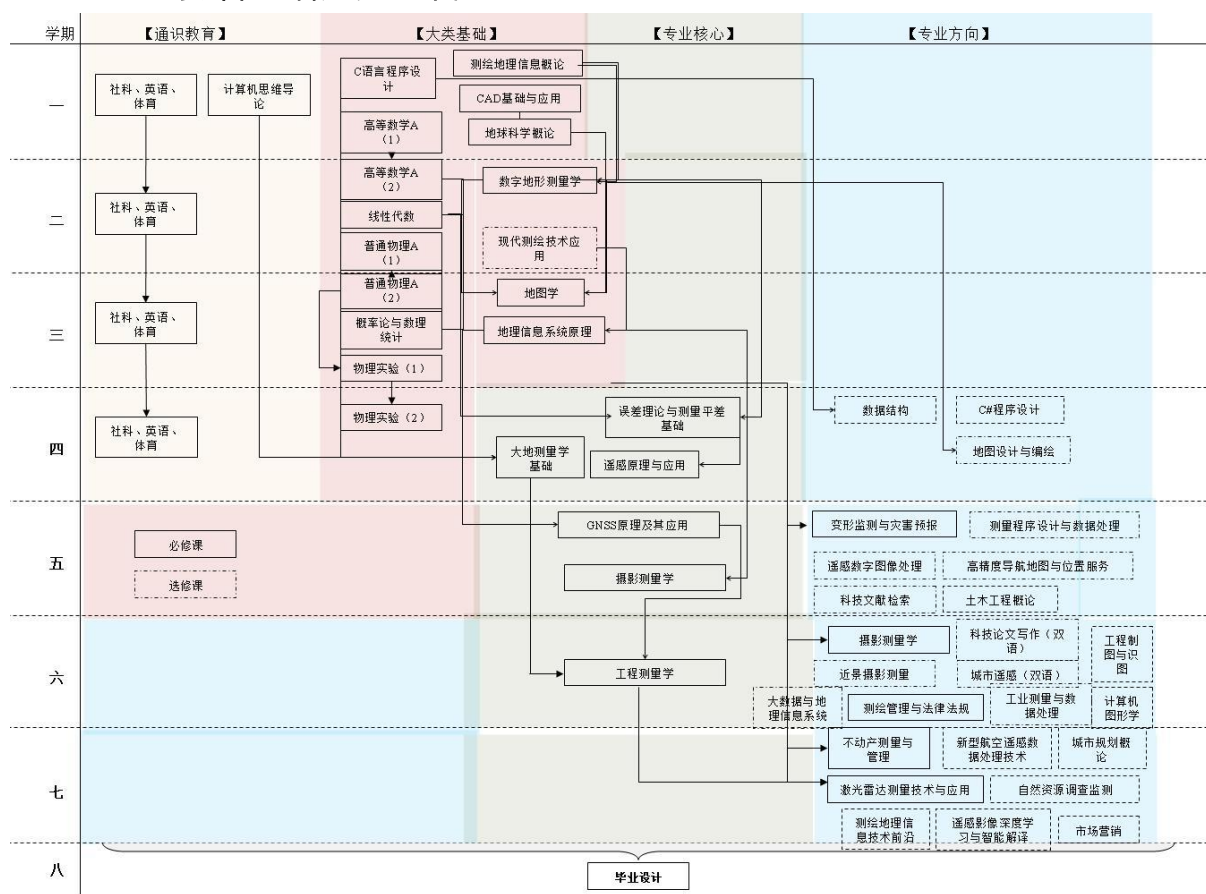 学期
【通识教育】
【大类基础】
【专业核心】
【专业方向】
一
社科、英语、
体育
计算机思维导
论
C语言程序设
计
测绘地理信息概论
CAD基础与应用
地球科学概论
高等数学A
（1）
二
社科、英语、
体育
高等数学A
（2）
数字地形测量学
线性代数
普通物理A
（1）
现代测绘技术应
用
三
社科、英语、
体育
普通物理A
（2）
地图学
概率论与数理
统计
地理信息系统原理
物理实验（1）
四
社科、英语、
体育
物理实验（2）
误差理论与测量平差
基础
大地测量学
基础
遥感原理与应用
数据结构
C#程序设计
地图设计与编绘
五
必修课
选修课
GNSS原理及其应用
摄影测量学
变形监测与灾害预报
测量程序设计与数据处理
遥感数字图像处理
高精度导航地图与位置服务
科技文献检索
土木工程概论
六
工程测量学
摄影测量学
科技论文写作（双
语）
工程制
图与识
图
近景摄影测量
城市遥感（双语）
大数据与地
理信息系统
测绘管理与法律法规
工业测量与数
据处理
计算机
图形学
七
不动产测量与
管理
新型航空遥感数
据处理技术
城市规划概
论
激光雷达测量技术与应用
自然资源调查监测
测绘地理信
息技术前沿
遥感影像深度学
习与智能解译
市场营销
八
毕业设计